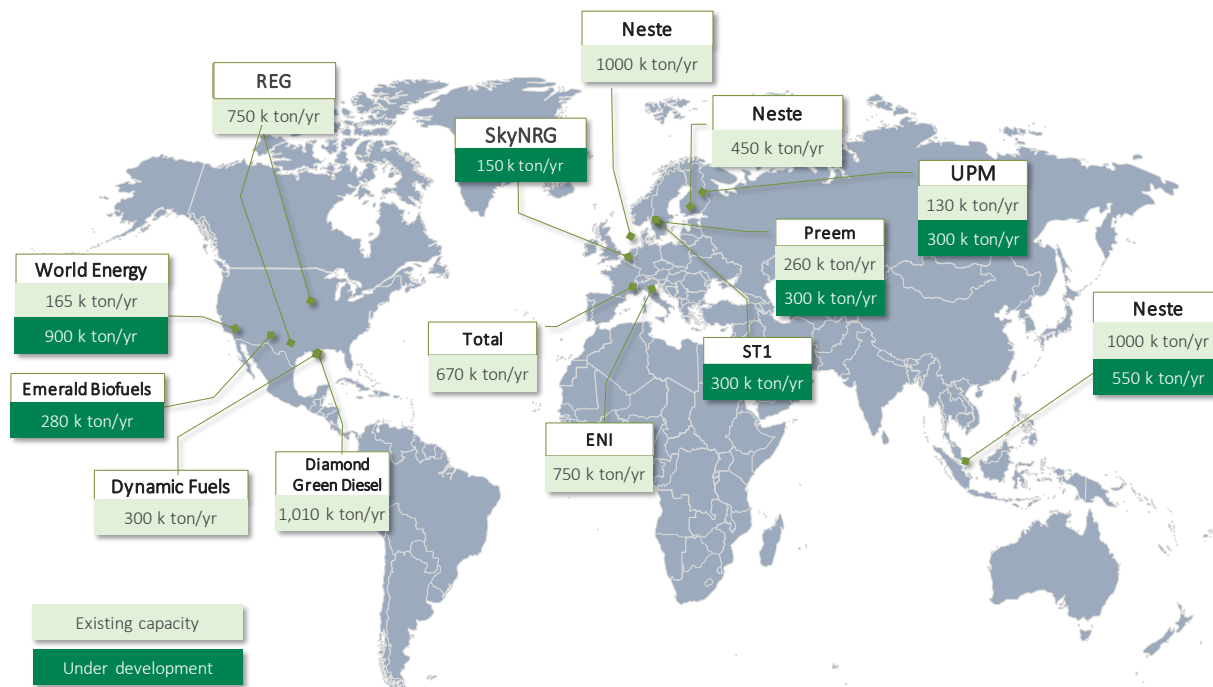 Neste
1000 k ton/yr
REG
750 k ton/yr
Neste
450 k ton/yr
SkyNRG
150 k ton/yr
UPM
130 k ton/yr
300 k ton/yr
Preem
260 k ton/yr
300 k ton/yr
World Energy
165 k ton/yr
900 k ton/yr
Neste
1000 k ton/yr
550 k ton/yr
Total
670 k ton/yr
ST1
300 k ton/yr
Emerald Biofuels
280 k ton/yr
ENI
750 k ton/yr
Diamond
Green Diesel
1,010 k ton/yr
Dynamic Fuels
300 k ton/yr
Existing capacity
Under development